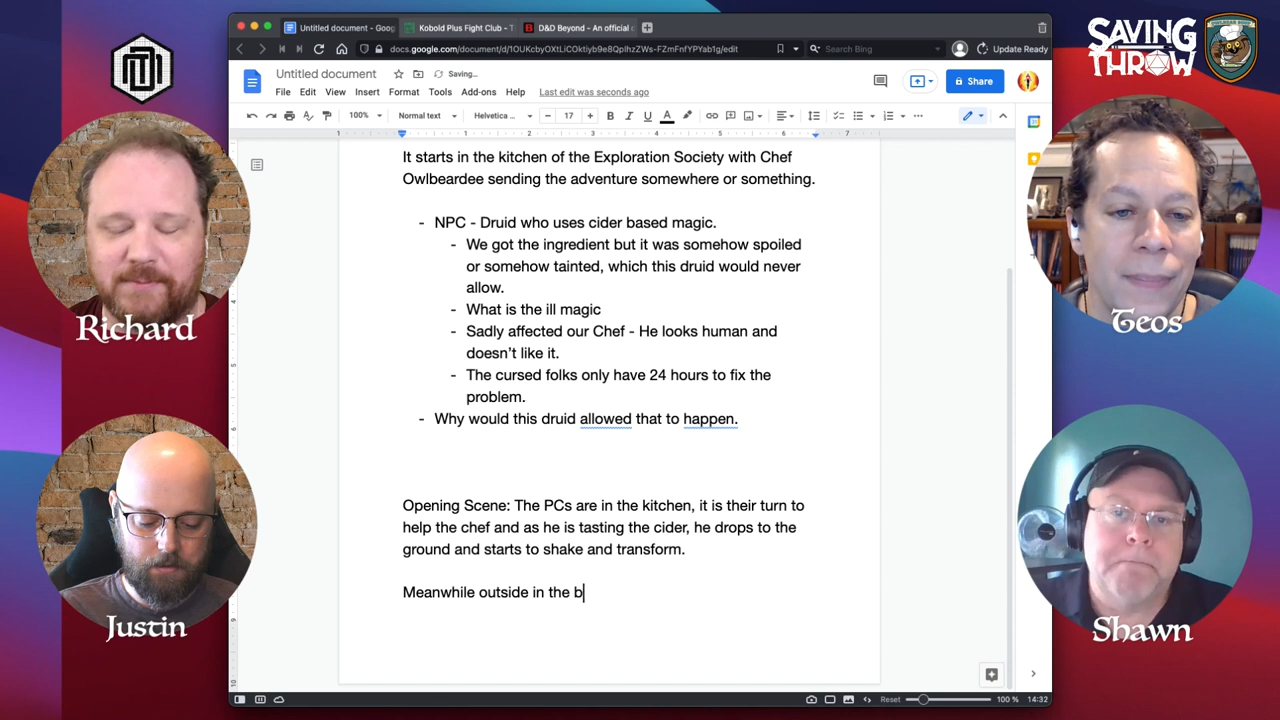 Untitled document - Goog
Kobold Plus Fight Club - T
D&D Beyond - An official
docs.google.com/document/d/1OUKcbyOXtLiCOktiyb9e8QplhzZWs-FZmFnfYPYab1g/edit
Search Bing
Update Ready
Untitled document
Saving...
File Edit View Insert Format Tools Add-ons Help Last edit was seconds ago
Share
100% Normal text Helvetica ... 17 B I U A
1 1 2 3 4 5 6 7
It starts in the kitchen of the Exploration Society with Chef
Owlbeardee sending the adventure somewhere or something.
- NPC - Druid who uses cider based magic.
- We got the ingredient but it was somehow spoiled
or somehow tainted, which this druid would never
allow.
- What is the ill magic
- Sadly affected our Chef - He looks human and
doesn't like it.
- The cursed folks only have 24 hours to fix the
problem.
- Why would this druid allowed that to happen.
Opening Scene: The PCs are in the kitchen, it is their turn to
help the chef and as he is tasting the cider, he drops to the
ground and starts to shake and transform.
Meanwhile outside in the b
Reset 100 % 14:32
SAVING
THROW
Richard
Teos
Justin
Shawn